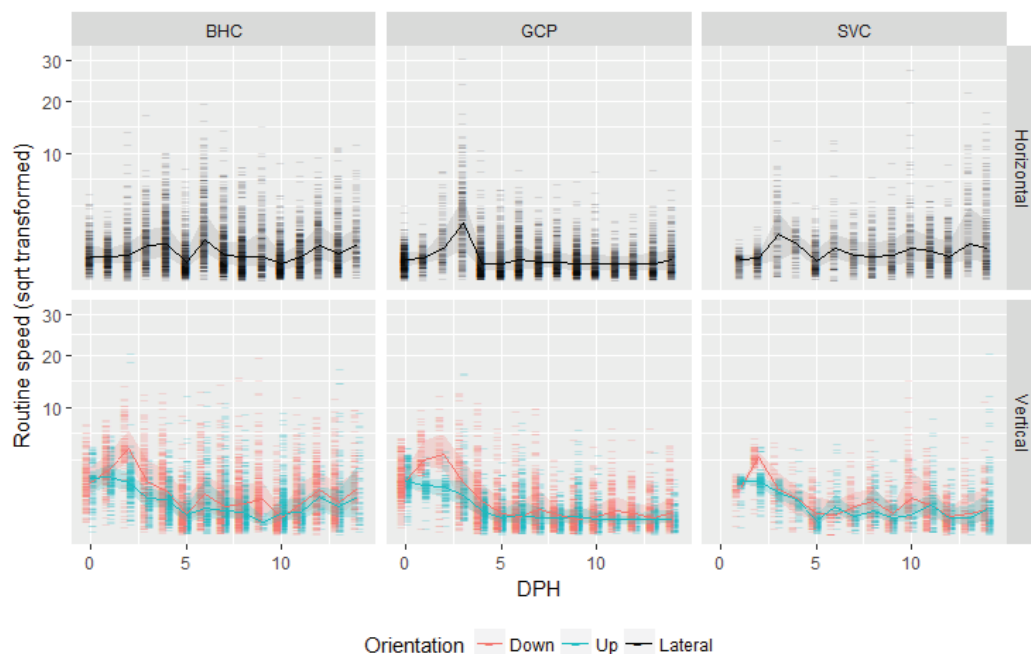 BHC GCP SVC
30
20
10
Horizontal
30
20
10
Vertical
Routine speed (sqrt transformed)
0 5 10 0 5 10 0 5 10
DPH
Orientation Down Up Lateral